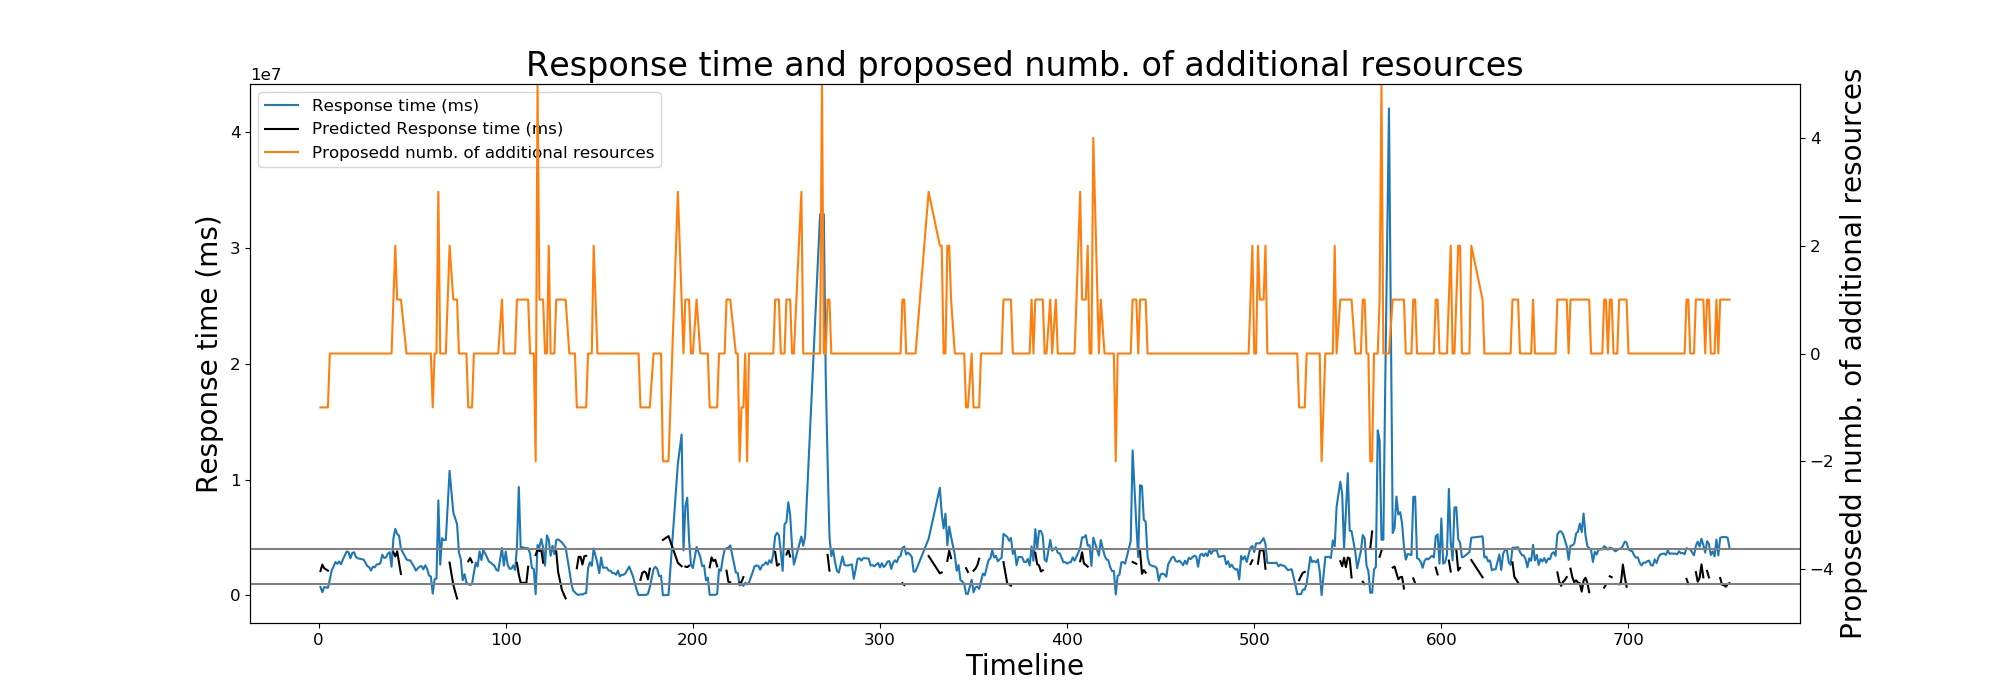 Response time and proposed numb. of additional resources
1e7
Response time (ms)
Predicted Response time (ms)
Proposedd numb. of additional resources
4
3
2
1
0
Response time (ms)
4
2
0
−2
−4
Proposedd numb. of additional resources
0 100 200 300 400 500 600 700
Timeline